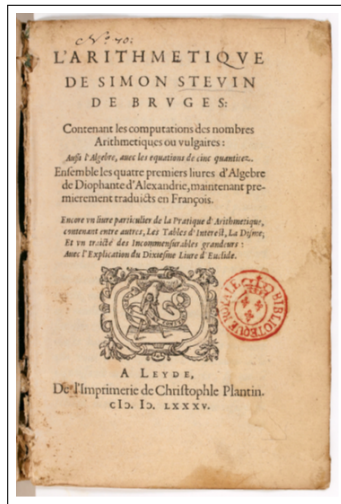 L'ARITHMETIQVE
DE SIMON STEVIN
DE BRVGES:
Contenant les computations des nombres
Arithmetiques ou vulgaires:
Aussi l'Algebre, auec les equations de cinc quantitez.
Ensemble les quatre premiers liures d'Algebre
de Diophante d'Alexandrie, maintenant pre-
mierement traduicts en François.
Encore vn liure particulier de la Pratique d'Arithmetique,
contenant entre autres, Les Tables d'Interest, La Disme;
Et vn traicté des Incommensurables grandeurs:
Auec l'Explication du Dixiesme Liure d'Euclide.
A LEYDE,
De l'Imprimerie de Christophle Plantin.
cIↃ. IↃ. LXXXV.